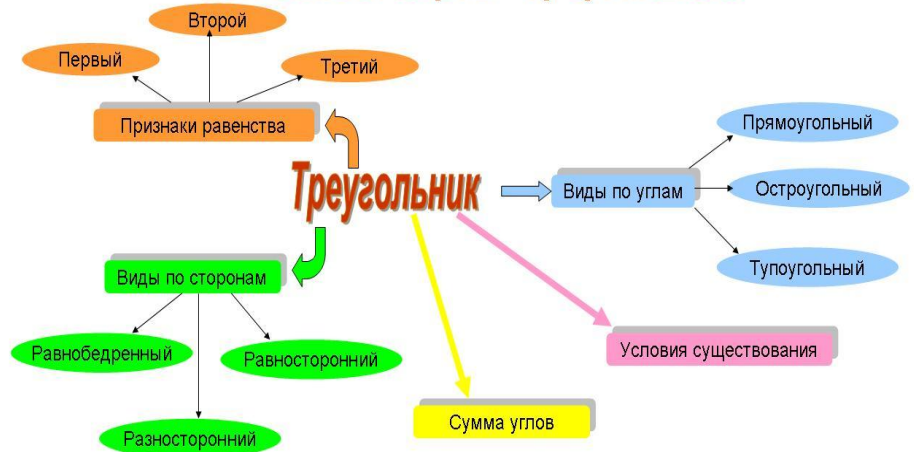 Второй
Первый
Третий
Признаки равенства
Прямоугольный
Треугольник
Виды по углам
Остроугольный
Тупоугольный
Виды по сторонам
Равнобедренный
Равносторонний
Условия существования
Сумма углов
Разносторонний